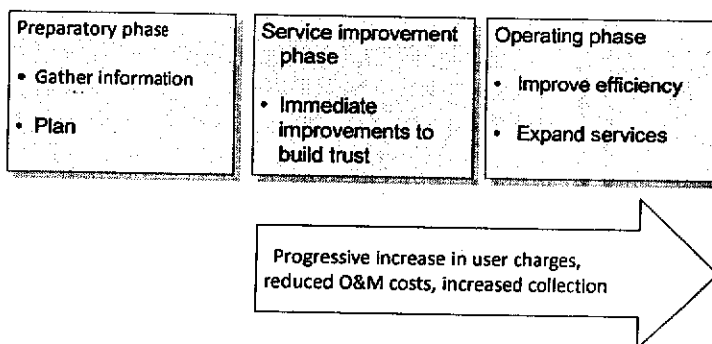 Preparatory phase
• Gather information
• Plan
Service improvement
phase
• Immediate
improvements to
build trust
Operating phase
• Improve efficiency
• Expand services
Progressive increase in user charges,
reduced O&M costs, increased collection